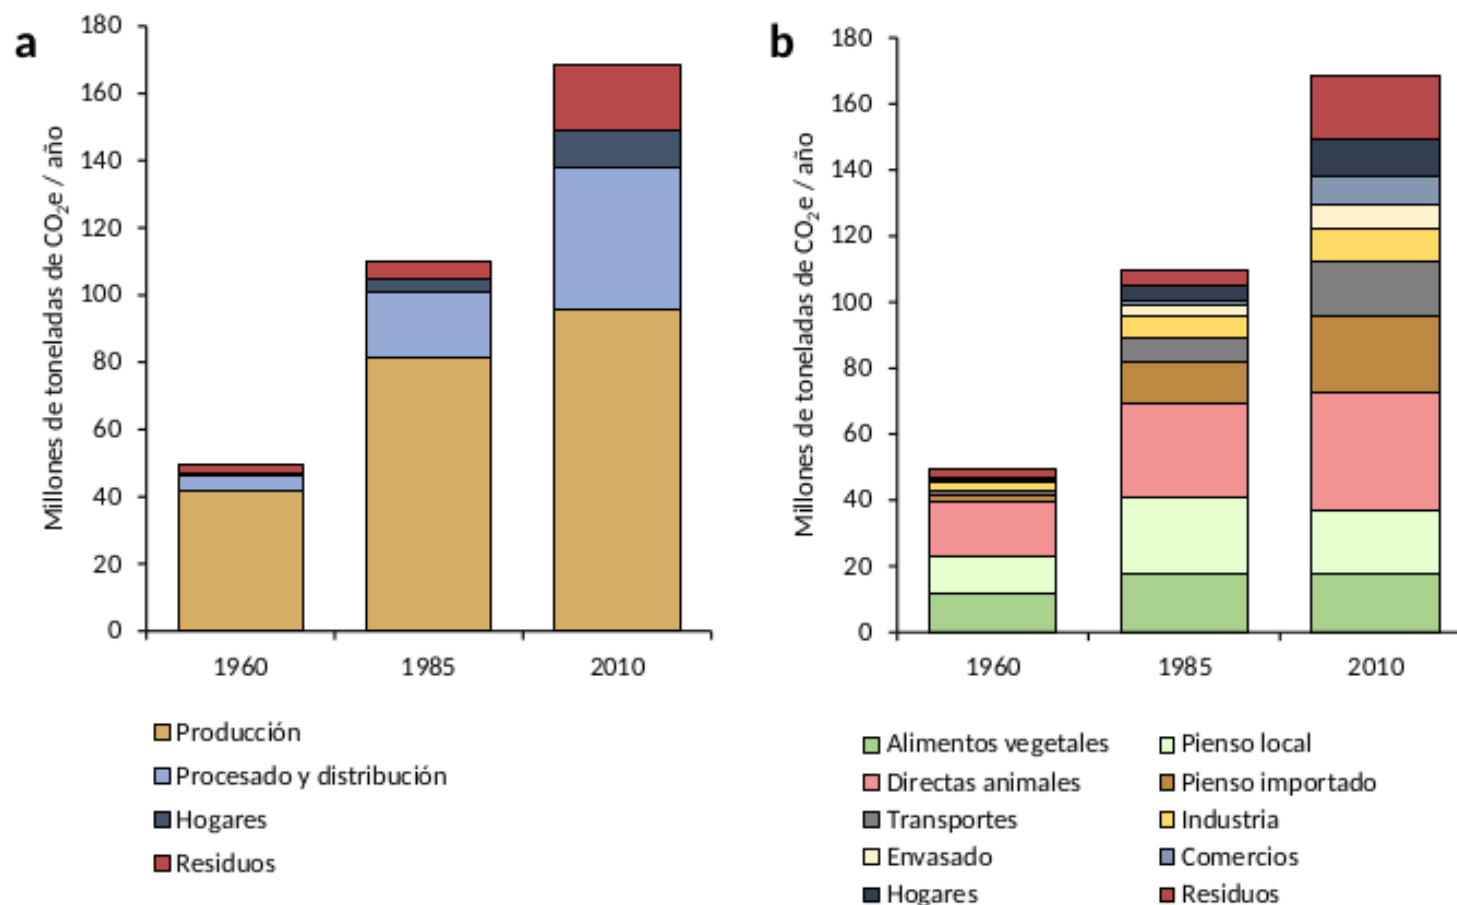 a
Millones de toneladas de CO₂e / año
180
160
140
120
100
80
60
40
20
0
1960 1985 2010
Producción
Procesado y distribución
Hogares
Residuos
b
Millones de toneladas de CO₂e / año
180
160
140
120
100
80
60
40
20
0
1960 1985 2010
Alimentos vegetales Pienso local
Directas animales Pienso importado
Transportes Industria
Envasado Comercios
Hogares Residuos